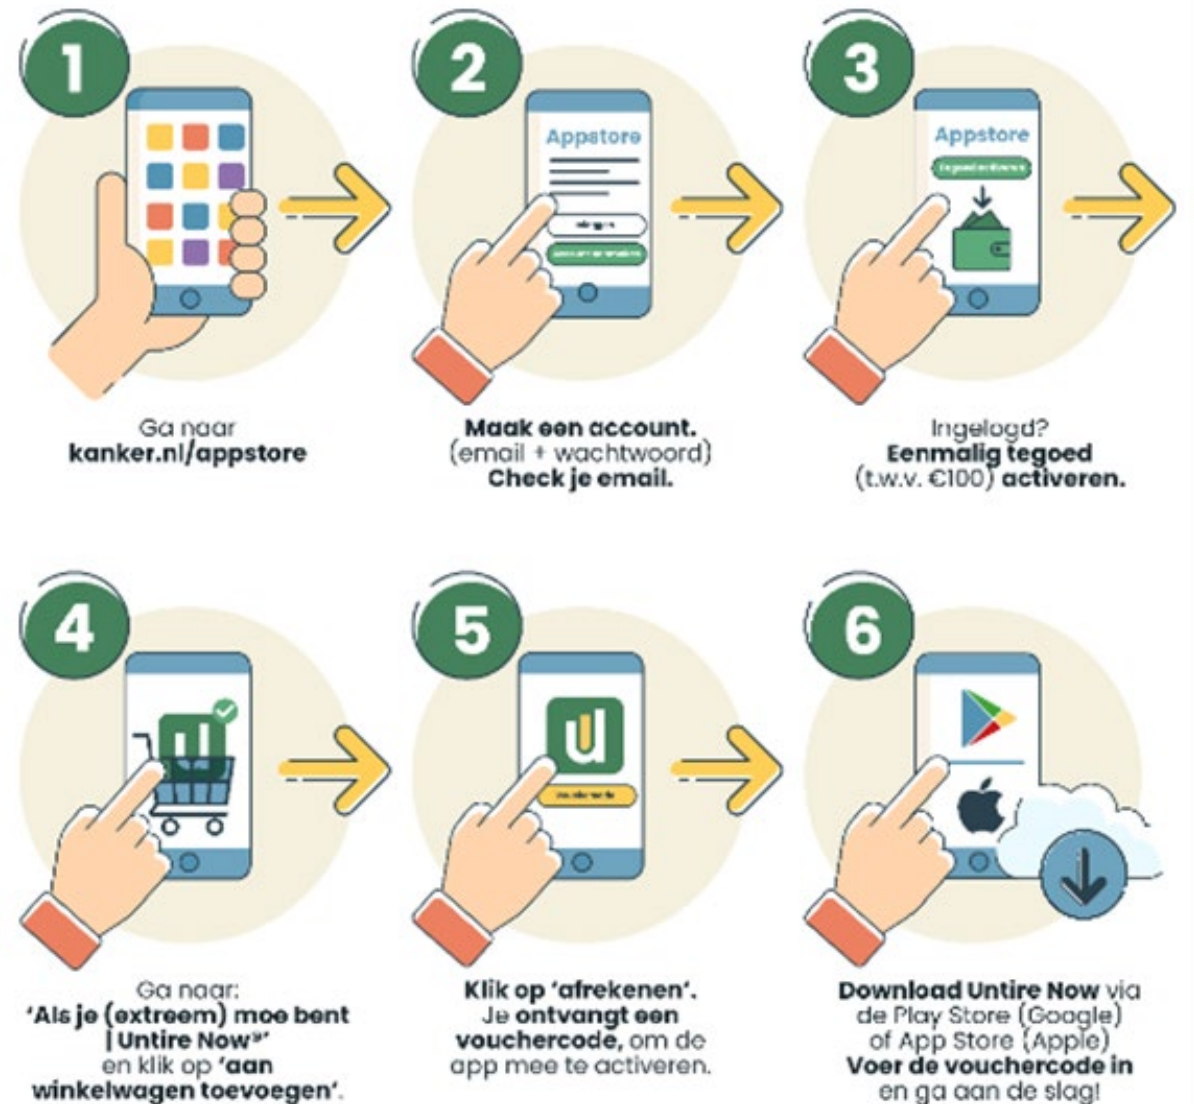 1
Ga naar
kanker.nl/appstore
2
Appstore
Maak een account.
(email + wachtwoord)
Check je email.
3
Appstore
Tegoed activeren
Ingelogd?
Eenmalig tegoed
(t.w.v. €100) activeren.
4
Ga naar:
‘Als je (extreem) moe bent
| Untire Now®’
en klik op ‘aan
winkelwagen toevoegen‘.
5
Klik op ‘afrekenen‘.
Je ontvangt een
vouchercode, om de
app mee te activeren.
6
Download Untire Now via
de Play Store (Google)
of App Store (Apple)
Voer de vouchercode in
en ga aan de slag!